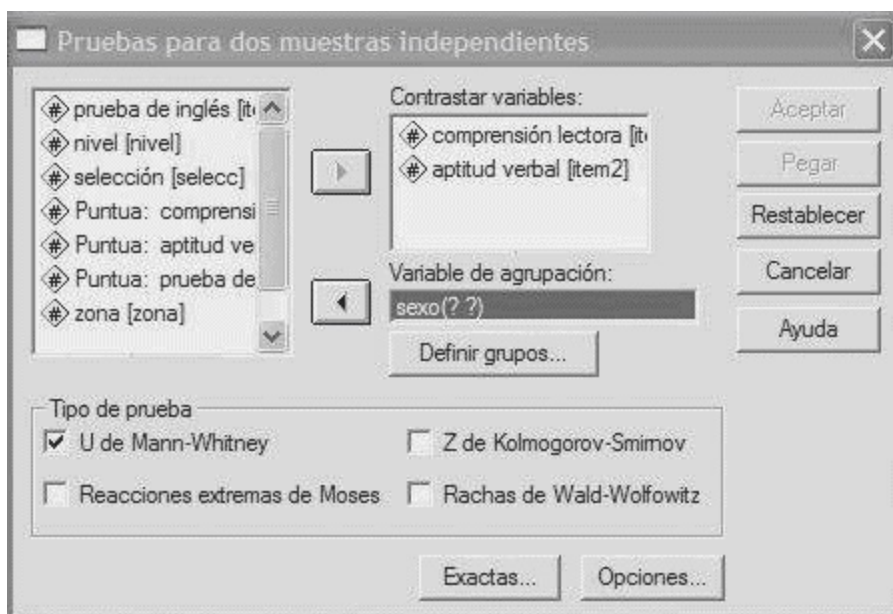 Pruebas para dos muestras independientes
prueba de inglés [it
nivel [nivel]
selección [selecc]
Puntua: comprensi
Puntua: aptitud ve
Puntua: prueba de
zona [zona]
Contrastar variables:
comprensión lectora [it
aptitud verbal [item2]
Variable de agrupación:
sexo(? ?)
Definir grupos...
Aceptar
Pegar
Restablecer
Cancelar
Ayuda
Tipo de prueba
U de Mann-Whitney
Z de Kolmogorov-Smirnov
Reacciones extremas de Moses
Rachas de Wald-Wolfowitz
Exactas...
Opciones...